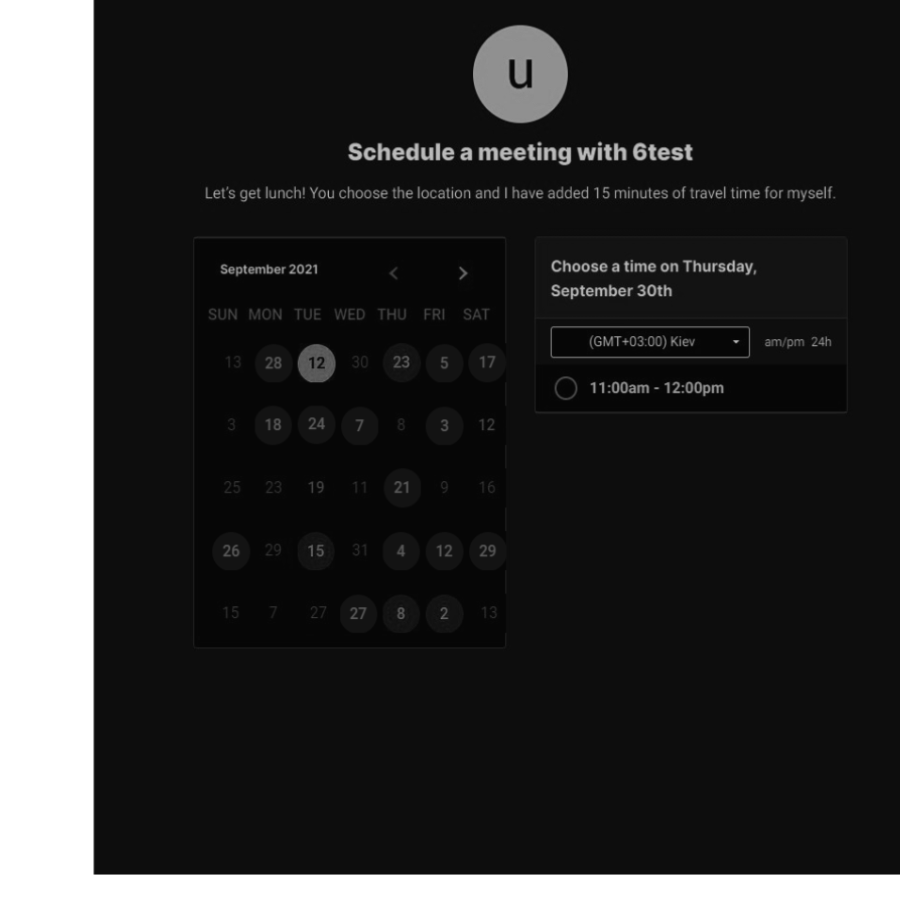 u
Schedule a meeting with 6test
Let's get lunch! You choose the location and I have added 15 minutes of travel time for myself.
September 2021
SUN MON TUE WED THU FRI SAT
13 28 12 30 23 5 17
3 18 24 7 8 3 12
25 23 19 11 21 9 16
26 29 15 31 4 12 29
15 7 27 27 8 2 13
Choose a time on Thursday,
September 30th
(GMT+03:00) Kiev am/pm 24h
11:00am - 12:00pm